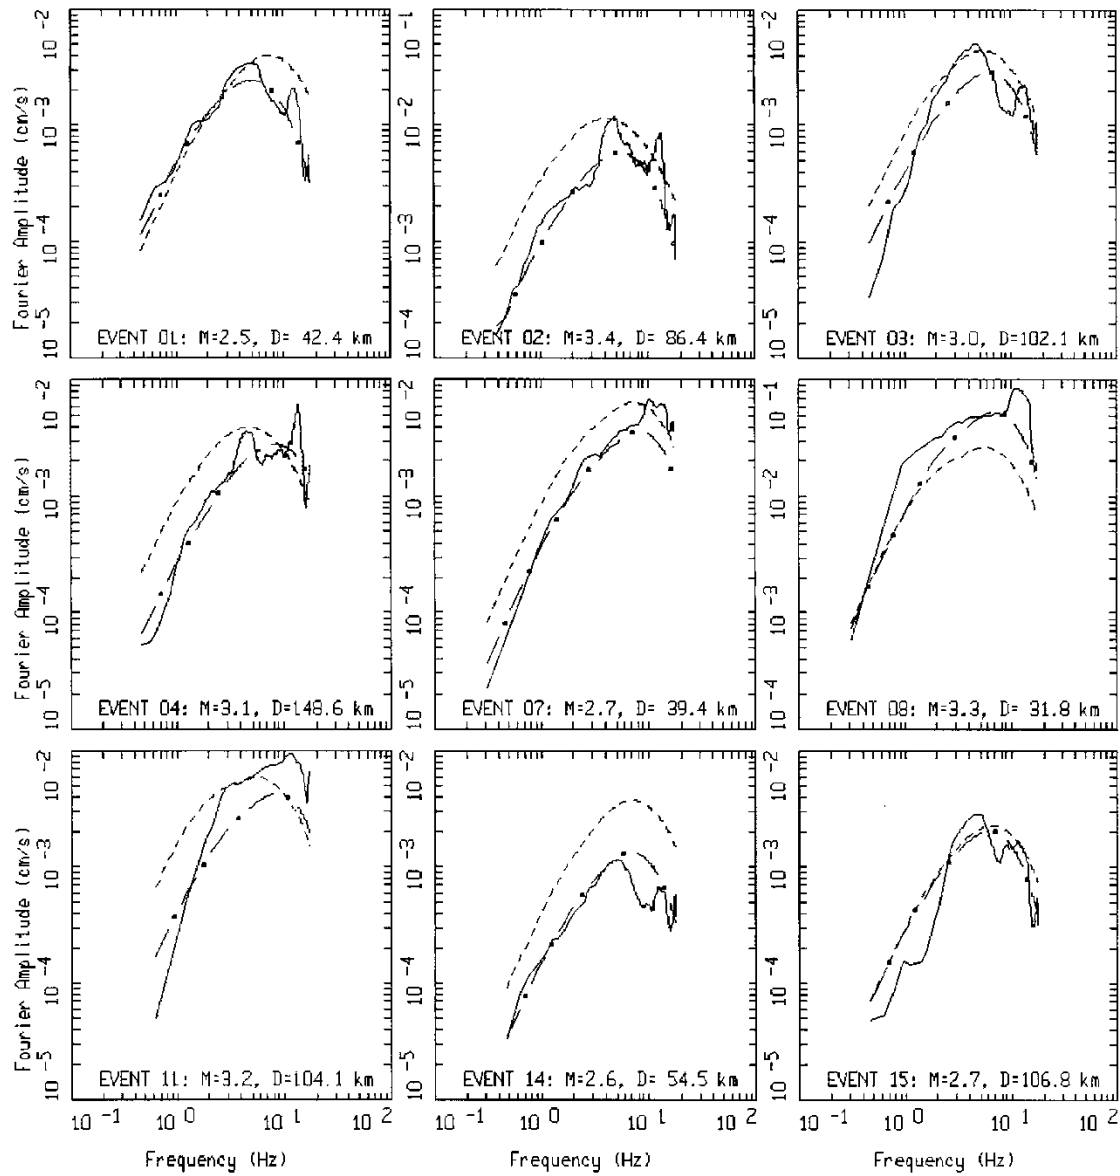 Fourier Amplitude (cm/s)
10 -5 10 -4 10 -3 10 -2
EVENT 01: M=2.5, D= 42.4 km
10 -4 10 -3 10 -2 10 -1
EVENT 02: M=3.4, D= 86.4 km
10 -5 10 -4 10 -3 10 -2
EVENT 03: M=3.0, D=102.1 km
Fourier Amplitude (cm/s)
10 -5 10 -4 10 -3 10 -2
EVENT 04: M=3.1, D=148.6 km
10 -5 10 -4 10 -3 10 -2
EVENT 07: M=2.7, D= 39.4 km
10 -4 10 -3 10 -2 10 -1
EVENT 08: M=3.3, D= 31.8 km
Fourier Amplitude (cm/s)
10 -5 10 -4 10 -3 10 -2
EVENT 11: M=3.2, D=104.1 km
10 -5 10 -4 10 -3 10 -2
EVENT 14: M=2.6, D= 54.5 km
10 -5 10 -4 10 -3 10 -2
EVENT 15: M=2.7, D=106.8 km
10 -1 10 0 10 1 10 2
10 -1 10 0 10 1 10 2
10 -1 10 0 10 1 10 2
Frequency (Hz)
Frequency (Hz)
Frequency (Hz)